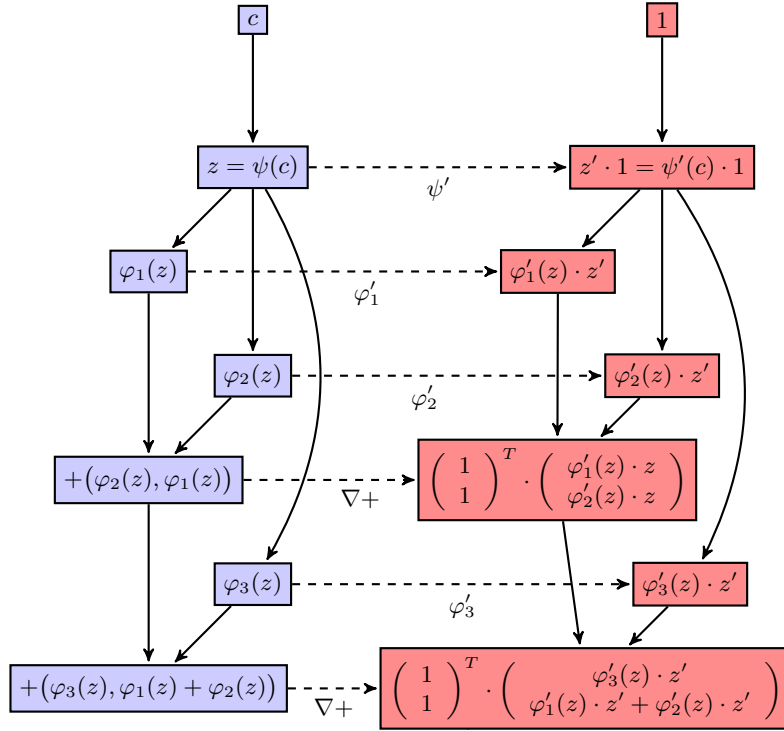 c 1
z = ψ(c) z′ · 1 = ψ′(c) · 1
ψ′
φ₁(z) φ′₁(z) · z′
φ′₁
φ₂(z) φ′₂(z) · z′
φ′₂
+(φ₂(z), φ₁(z)) ( 1 1 )ᵀ · ( φ′₁(z) · z φ′₂(z) · z )
∇+
φ₃(z) φ′₃(z) · z′
φ′₃
+(φ₃(z), φ₁(z) + φ₂(z)) ( 1 1 )ᵀ · ( φ′₃(z) · z′ φ′₁(z) · z′ + φ′₂(z) · z′ )
∇+